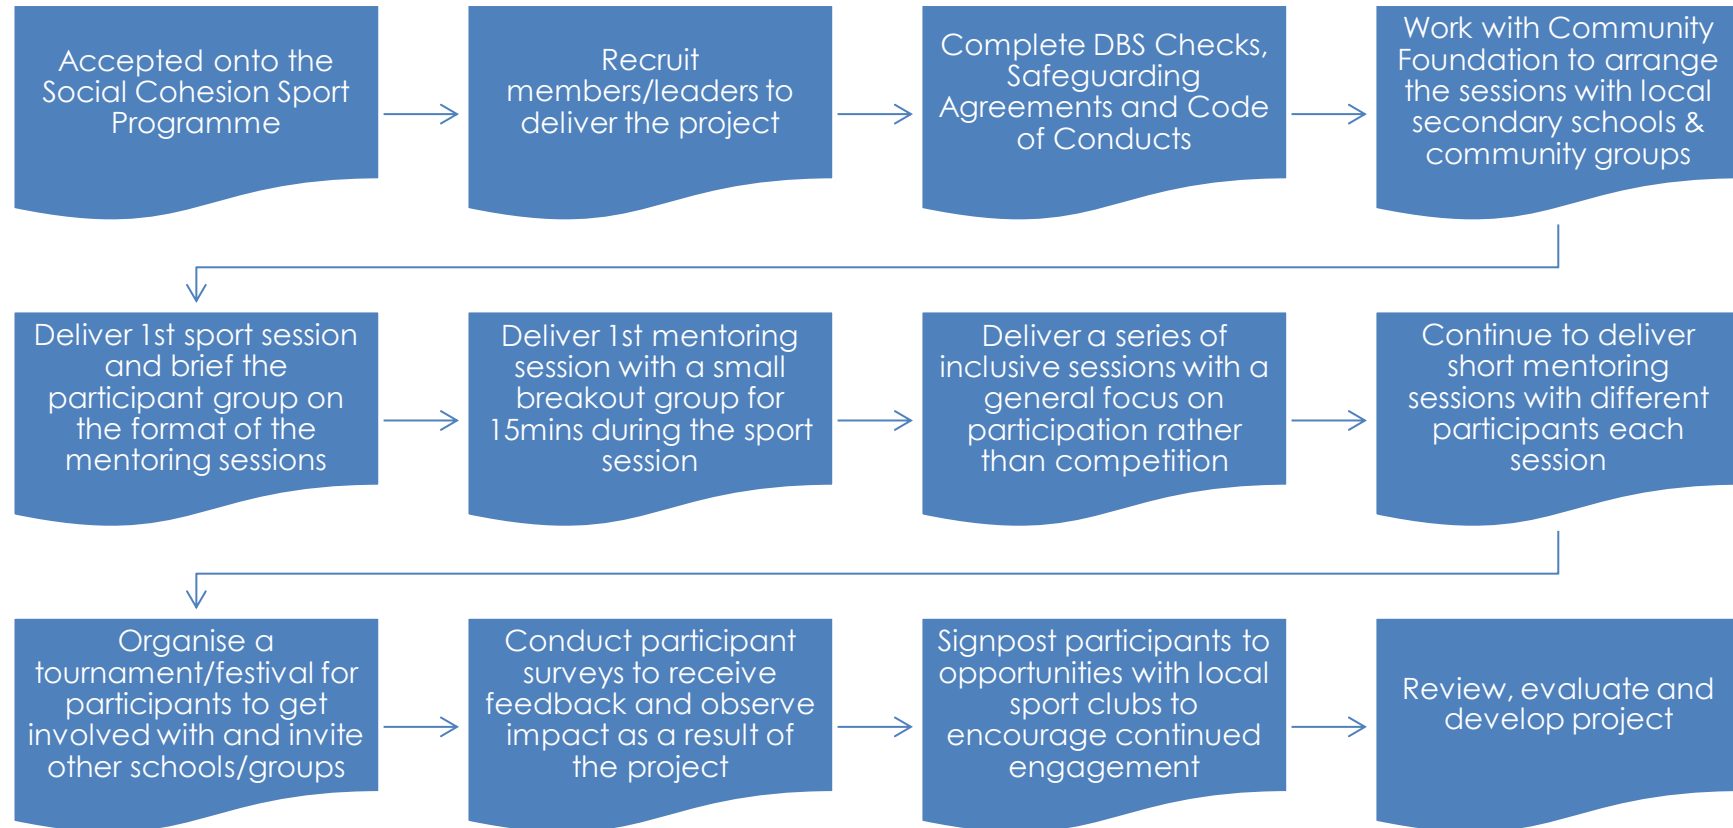 Accepted onto the
Social Cohesion Sport
Programme
Recruit
members/leaders to
deliver the project
Complete DBS Checks,
Safeguarding
Agreements and Code
of Conducts
Work with Community
Foundation to arrange
the sessions with local
secondary schools &
community groups
Deliver 1st sport session
and brief the
participant group on
the format of the
mentoring sessions
Deliver 1st mentoring
session with a small
breakout group for
15mins during the sport
session
Deliver a series of
inclusive sessions with a
general focus on
participation rather
than competition
Continue to deliver
short mentoring
sessions with different
participants each
session
Organise a
tournament/festival for
participants to get
involved with and invite
other schools/groups
Conduct participant
surveys to receive
feedback and observe
impact as a result of
the project
Signpost participants to
opportunities with local
sport clubs to
encourage continued
engagement
Review, evaluate and
develop project